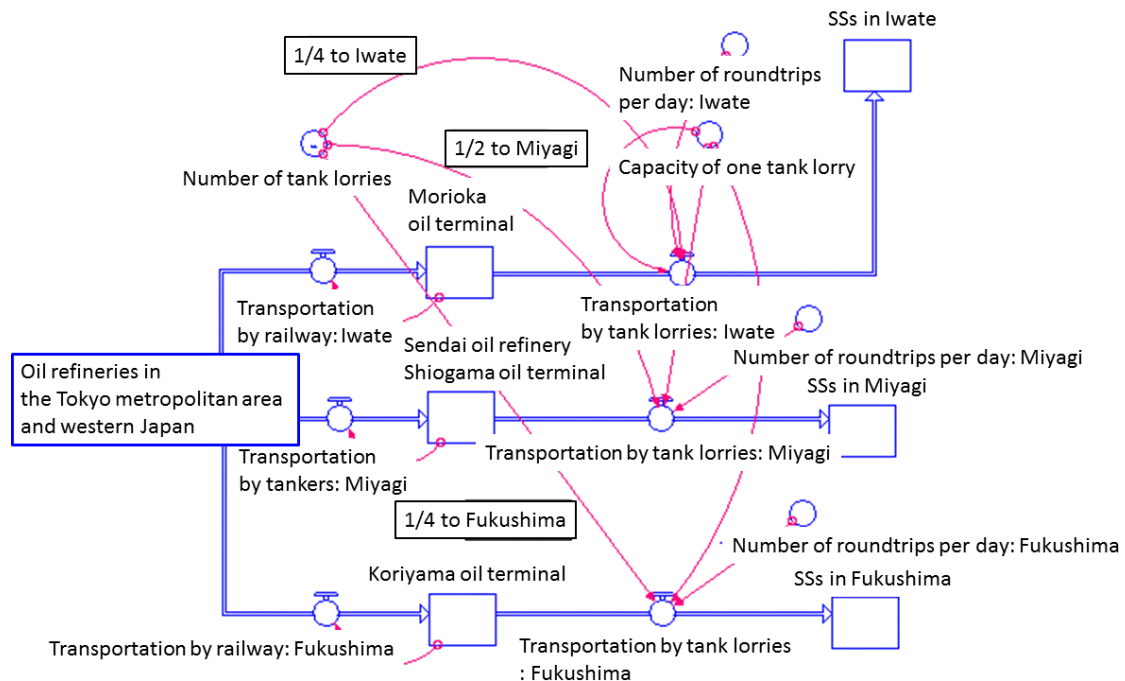 SSs in Iwate
1/4 to Iwate
Number of roundtrips
per day: Iwate
1/2 to Miyagi
Capacity of one tank lorry
Number of tank lorries
Morioka
oil terminal
Transportation
by railway: Iwate
Transportation
by tank lorries: Iwate
Sendai oil refinery
Shiogama oil terminal
Number of roundtrips per day: Miyagi
SSs in Miyagi
Oil refineries in
the Tokyo metropolitan area
and western Japan
Transportation
by tankers: Miyagi
Transportation by tank lorries: Miyagi
1/4 to Fukushima
Number of roundtrips per day: Fukushima
Koriyama oil terminal
SSs in Fukushima
Transportation by railway: Fukushima
Transportation by tank lorries
: Fukushima